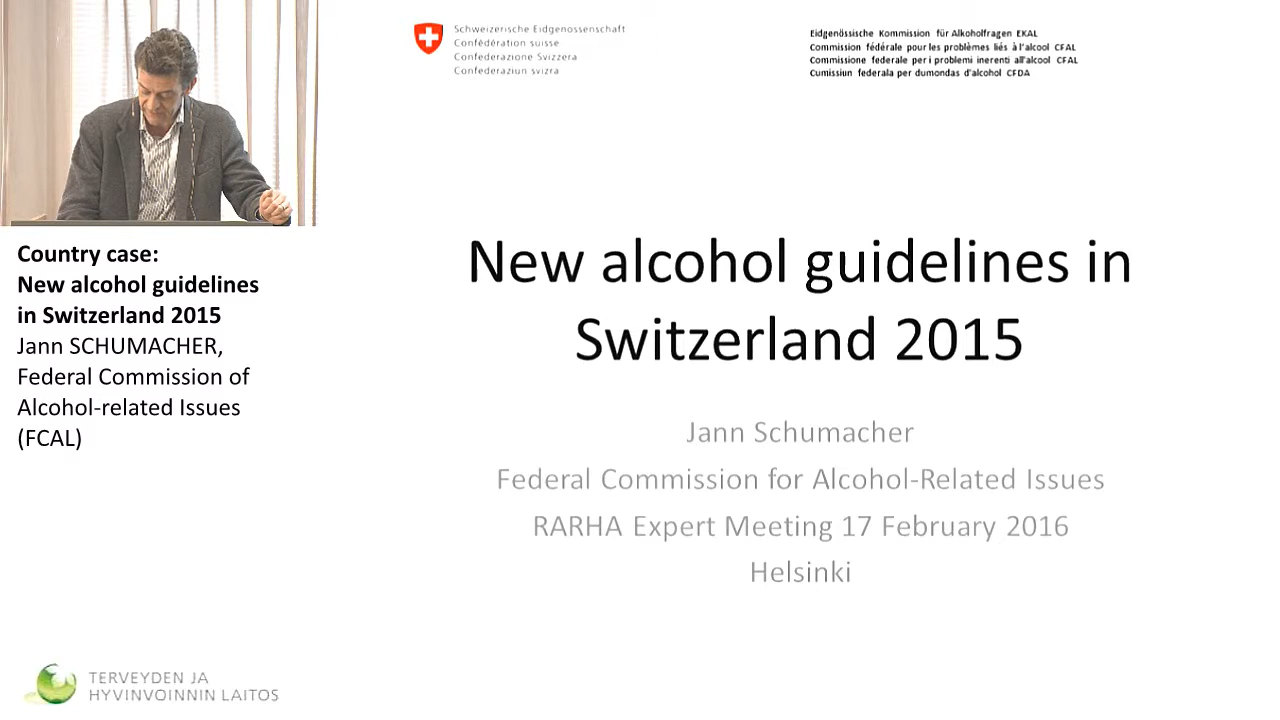 Schweizerische Eidgenossenschaft
Confédération suisse
Confederazione Svizzera
Confederaziun svizra
Eidgenössische Kommission für Alkoholfragen EKAL
Commission fédérale pour les problèmes liés à l'alcool CFAL
Commissione federale per i problemi inerenti all'alcool CFAL
Cumissiun federala per dumondas d'alcohol CFDA
Country case:
New alcohol guidelines
in Switzerland 2015
Jann SCHUMACHER,
Federal Commission of
Alcohol-related Issues
(FCAL)
New alcohol guidelines in
Switzerland 2015
Jann Schumacher
Federal Commission for Alcohol-Related Issues
RARHA Expert Meeting 17 February 2016
Helsinki
TERVEYDEN JA
HYVINVOINNIN LAITOS